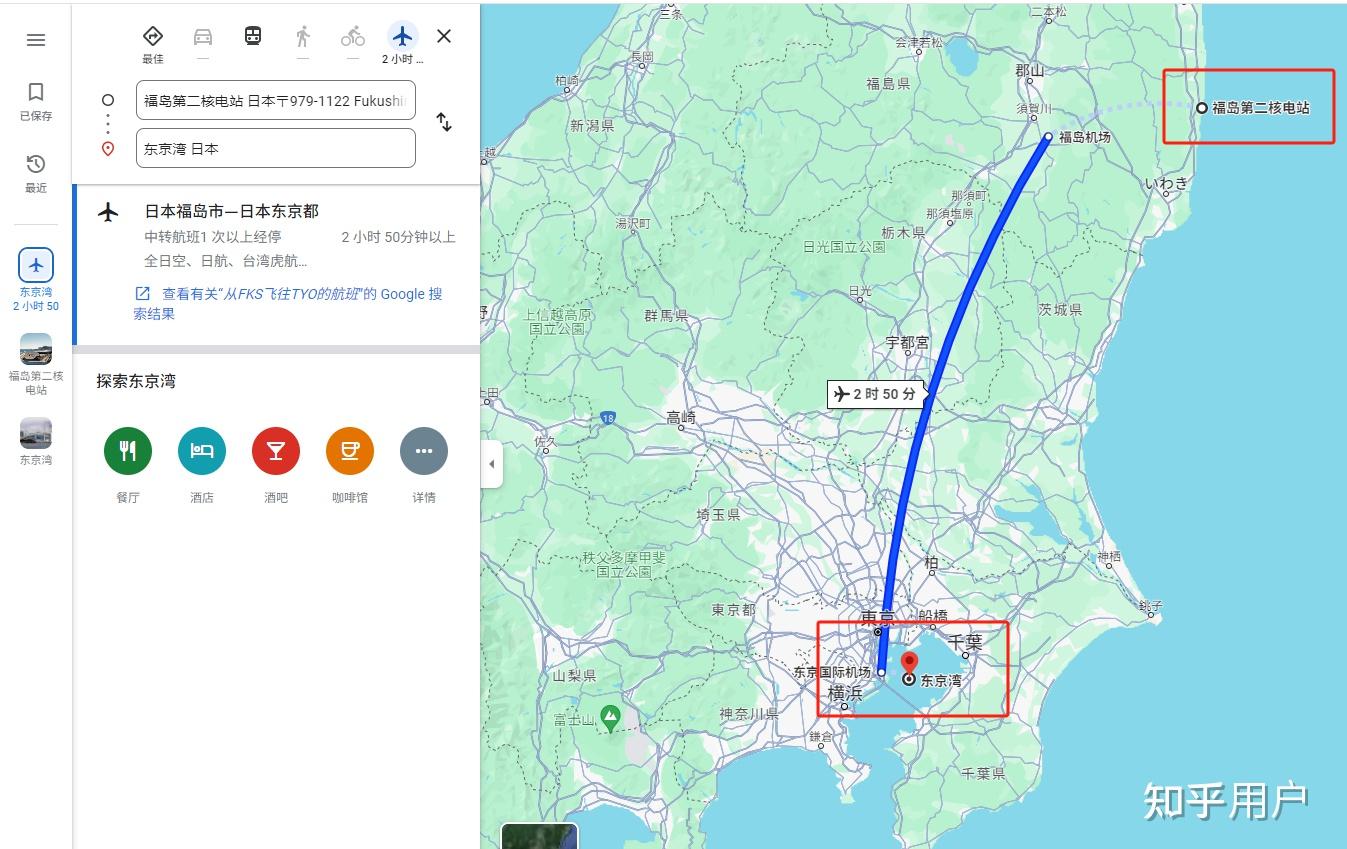 最佳
2 小时 ...
已保存
最近
东京湾
2 小时 50
福岛第二核
电站
东京湾
福岛第二核电站 日本〒979-1122 Fukushi
东京湾 日本
日本福岛市—日本东京都
中转航班1 次以上经停
2 小时 50分钟以上
全日空、日航、台湾虎航...
查看有关“从FKS飞往TYO的航班”的 Google 搜
索结果
探索东京湾
餐厅
酒店
酒吧
咖啡馆
详情
三条
二本松
会津若松
長岡
郡山
柏崎
福島県
須賀川
福岛第二核电站
新潟県
福岛机场
越
いわき
那須町
那須塩原
湯沢町
栃木県
日光国立公園
日光
茨城県
野
上信越高原
国立公園
群馬県
宇都宮
2 时 50 分
上田
高崎
18
佐久
埼玉県
秩父多摩甲斐
国立公園
柏
神栖
東京都
銚子
東京
船橋
千葉
东京国际机场
东京湾
山梨県
横浜
富士山
神奈川県
鎌倉
千葉県
知乎用户